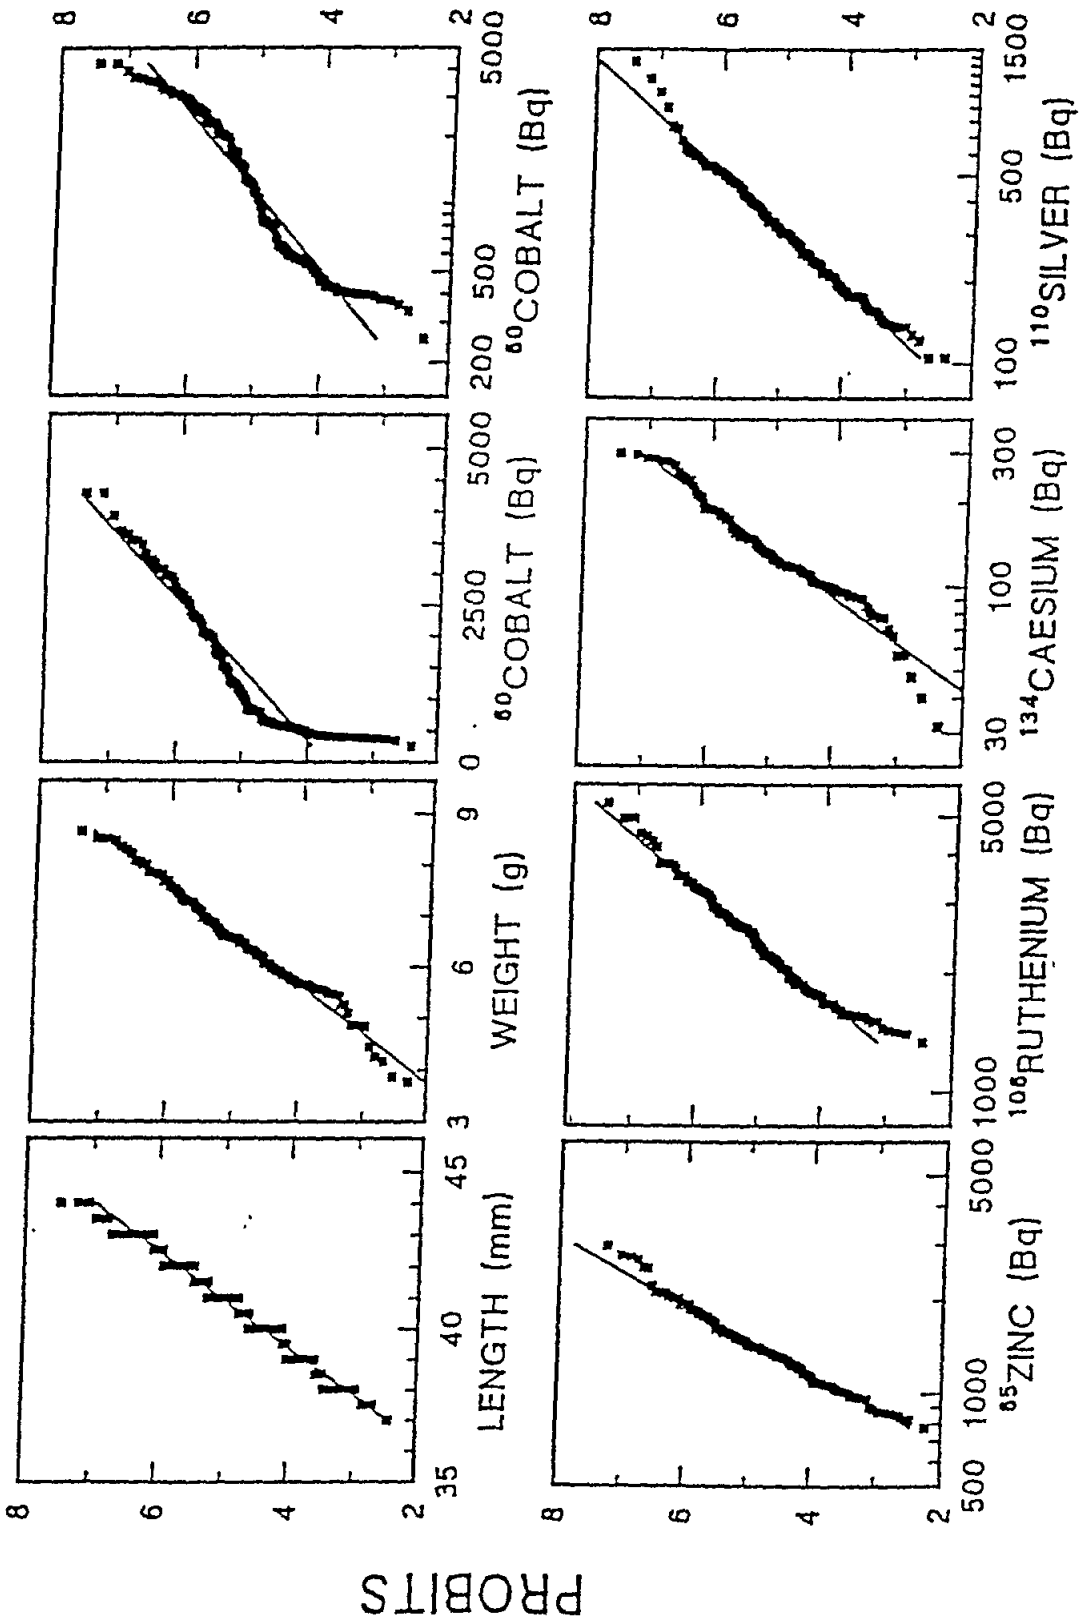 PROBITS
8 6 4 2
35 40 45
LENGTH (mm)
3 6 9
WEIGHT (g)
0 2500 5000
60COBALT (Bq)
200 500 5000
60COBALT (Bq)
8 6 4 2
8 6 4 2
500 1000 5000
65ZINC (Bq)
1000 5000
106RUTHENIUM (Bq)
30 100 300
134CAESIUM (Bq)
100 500 1500
110SILVER (Bq)
8 6 4 2